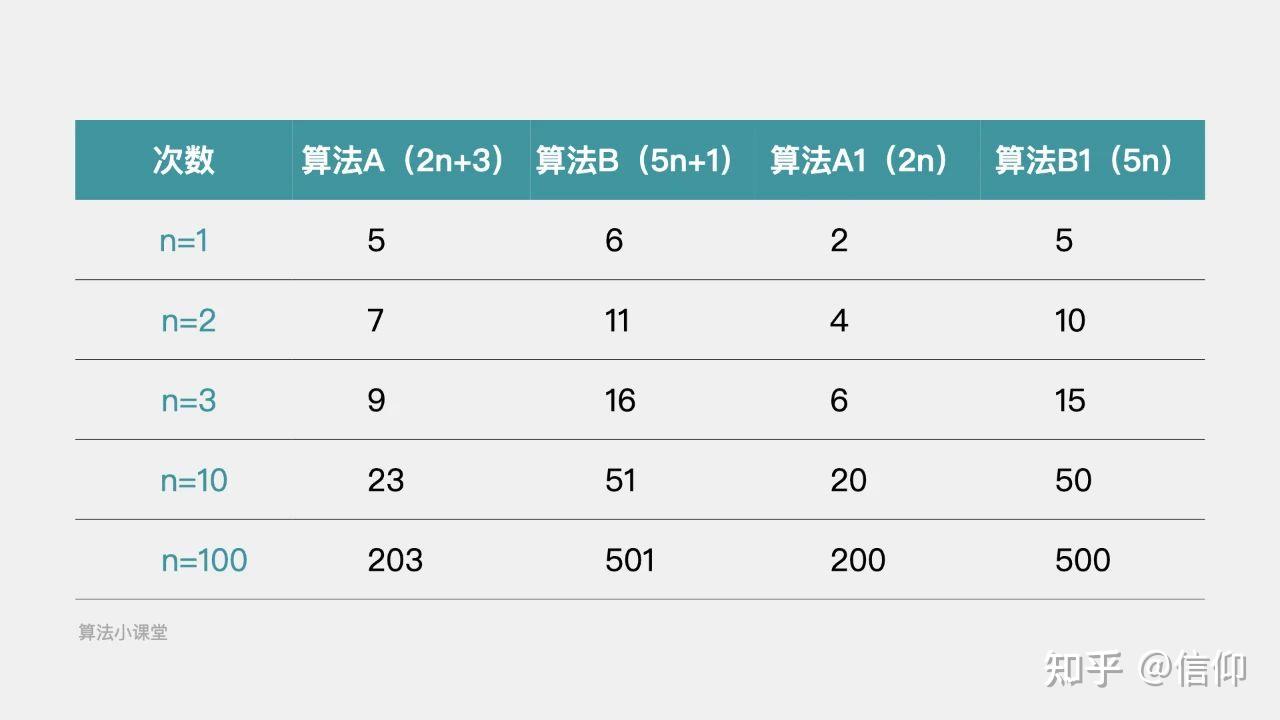 次数 算法A（2n+3） 算法B（5n+1） 算法A1（2n） 算法B1（5n）
n=1 5 6 2 5
n=2 7 11 4 10
n=3 9 16 6 15
n=10 23 51 20 50
n=100 203 501 200 500
算法小课堂
知乎 @信仰